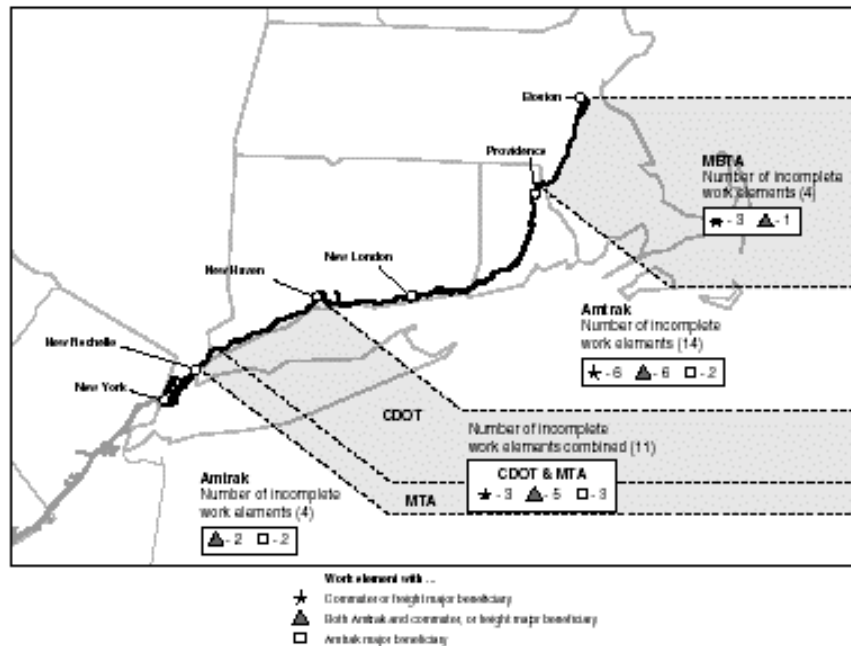 Boston
Providence
MBTA
Number of incomplete
work elements (4)
- 3 - 1
New London
New Haven
Amtrak
Number of incomplete
work elements (14)
- 6 - 6 - 2
New Rochelle
New York
CDOT
Number of incomplete
work elements combined (11)
CDOT & MTA
- 3 - 5 - 3
MTA
Amtrak
Number of incomplete
work elements (4)
- 2 - 2
Work element with ...
Commuter or freight major beneficiary
Both Amtrak and commuter, or freight major beneficiary
Amtrak major beneficiary